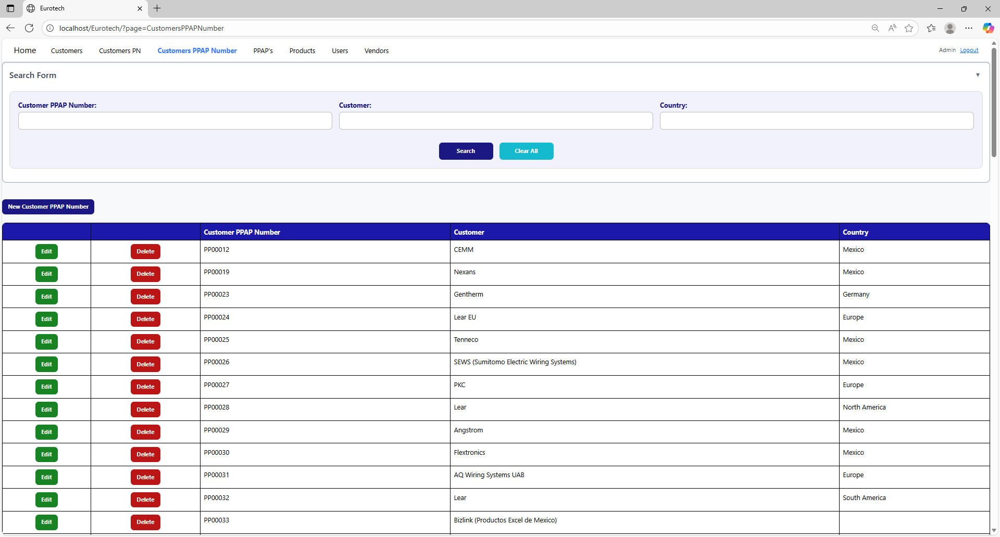 Eurotech
localhost/Eurotech/?page=CustomersPPAPNumber
Home Customers Customers PN Customers PPAP Number PPAP's Products Users Vendors Admin Logout
Search Form
Customer PPAP Number: Customer: Country:
Search Clear All
New Customer PPAP Number
Customer PPAP Number Customer Country
Edit Delete PP00012 CEMM Mexico
Edit Delete PP00019 Nexans Mexico
Edit Delete PP00023 Gentherm Germany
Edit Delete PP00024 Lear EU Europe
Edit Delete PP00025 Tenneco Mexico
Edit Delete PP00026 SEWS (Sumitomo Electric Wiring Systems) Mexico
Edit Delete PP00027 PKC Europe
Edit Delete PP00028 Lear North America
Edit Delete PP00029 Angstrom Mexico
Edit Delete PP00030 Flextronics Mexico
Edit Delete PP00031 AQ Wiring Systems UAB Europe
Edit Delete PP00032 Lear South America
Edit Delete PP00033 Bizlink (Productos Excel de Mexico)